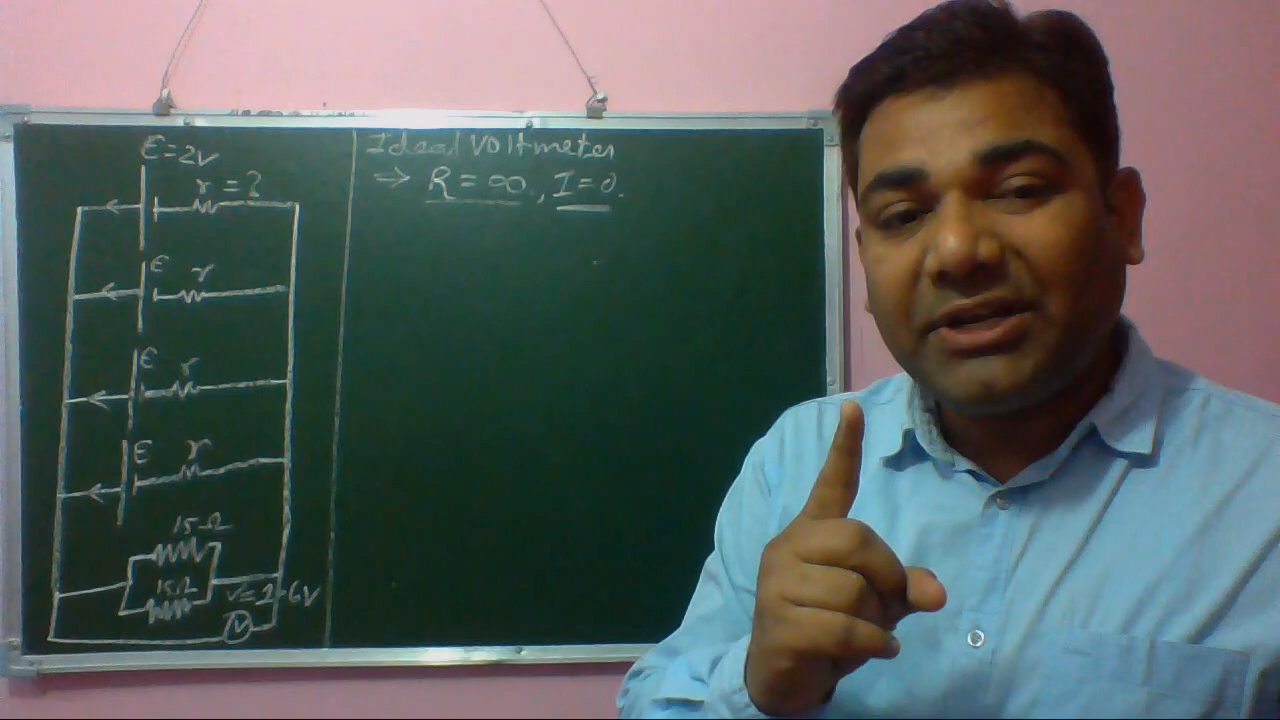 ε=2v
r=?
ε r
ε r
ε r
15Ω
15Ω
v=1.6v
V
Ideal voltmeter
⇒ R=∞, I=0.